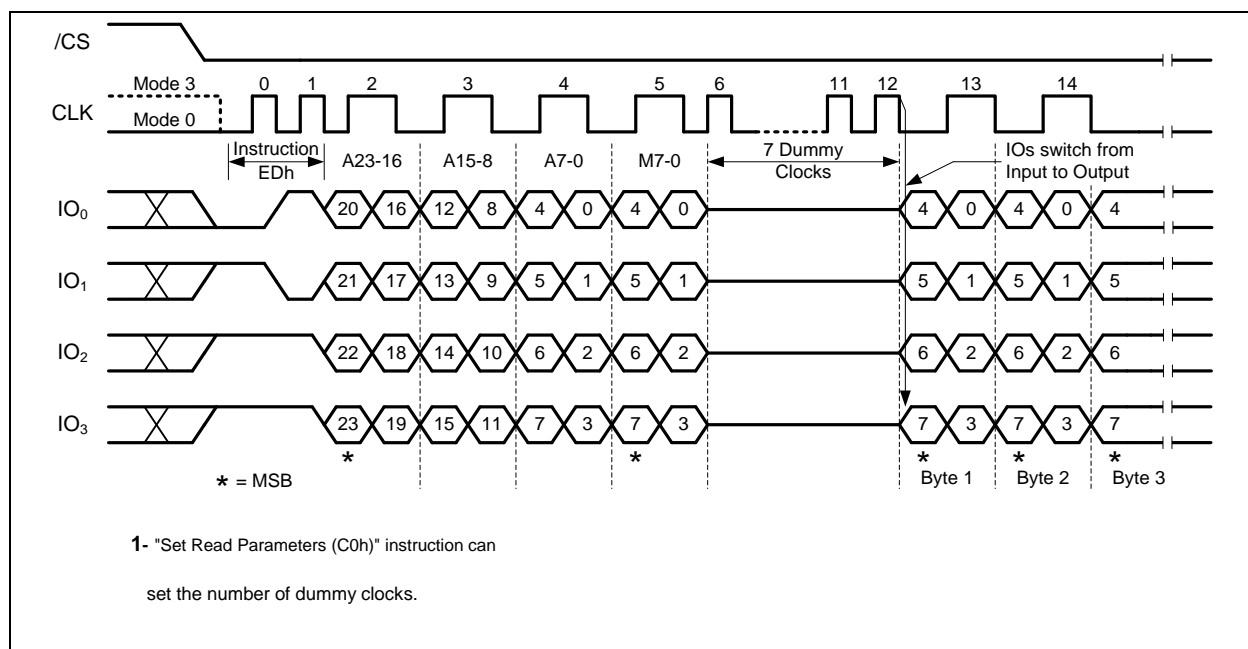 /CS
Mode 3 0 1 2 3 4 5 6 11 12 13 14
CLK
Mode 0
Instruction EDh
A23-16 A15-8 A7-0 M7-0
7 Dummy Clocks
IOs switch from
Input to Output
IO₀ 20 16 12 8 4 0 4 0 4 0 4 0 4
IO₁ 21 17 13 9 5 1 5 1 5 1 5 1 5
IO₂ 22 18 14 10 6 2 6 2 6 2 6 2 6
IO₃ 23 19 15 11 7 3 7 3 7 3 7 3 7
* * * * *
* = MSB
Byte 1 Byte 2 Byte 3
1- "Set Read Parameters (C0h)" instruction can
set the number of dummy clocks.